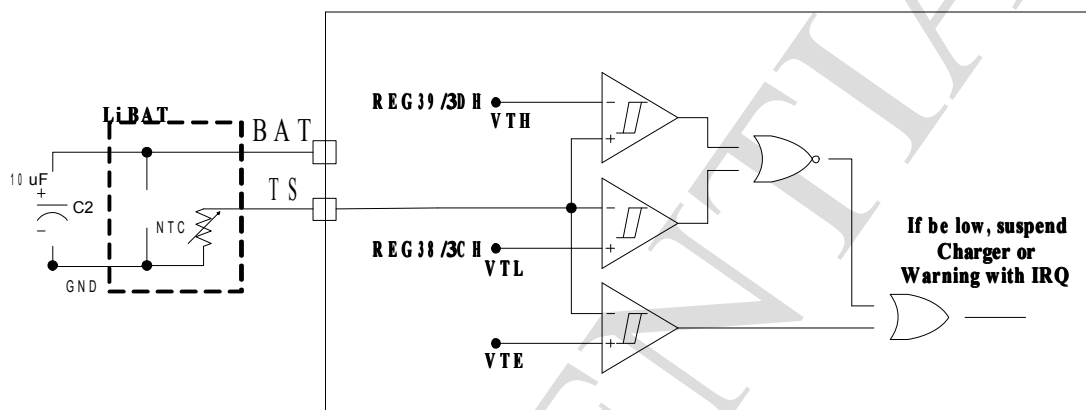 LiBAT
BAT
TS
10 uF
+
C2
-
NTC
GND
REG39/3DH
VTH
-
+
REG38/3CH
VTL
-
+
VTE
-
+
If be low, suspend
Charger or
Warning with IRQ
NTIA